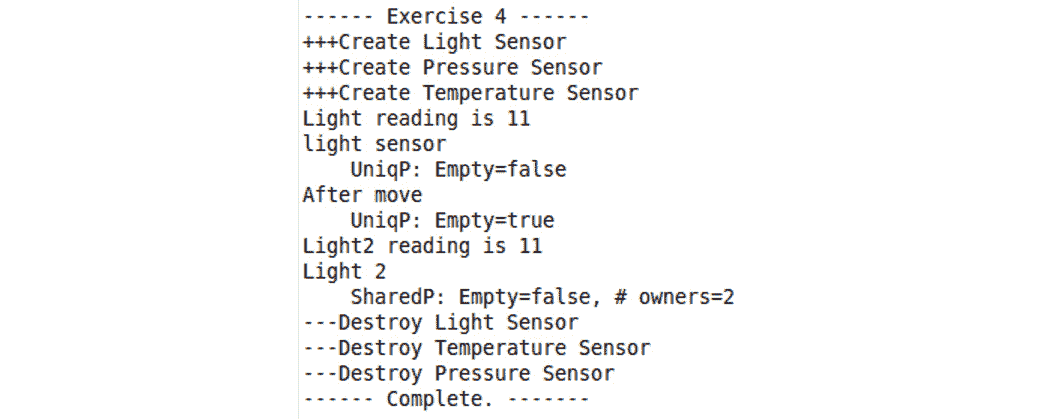 ------ Exercise 4 ------
+++Create Light Sensor
+++Create Pressure Sensor
+++Create Temperature Sensor
Light reading is 11
light sensor
    UniqP: Empty=false
After move
    UniqP: Empty=true
Light2 reading is 11
Light 2
    SharedP: Empty=false, # owners=2
---Destroy Light Sensor
---Destroy Temperature Sensor
---Destroy Pressure Sensor
------ Complete. -------